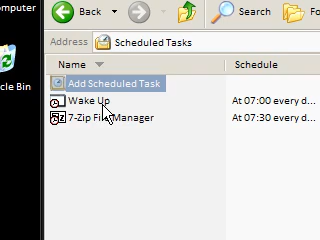 omputer
Back
Search
Fo
Address
Scheduled Tasks
Name
Schedule
Add Scheduled Task
Wake Up
At 07:00 every d...
7-Zip File Manager
At 07:30 every d...
cle Bin